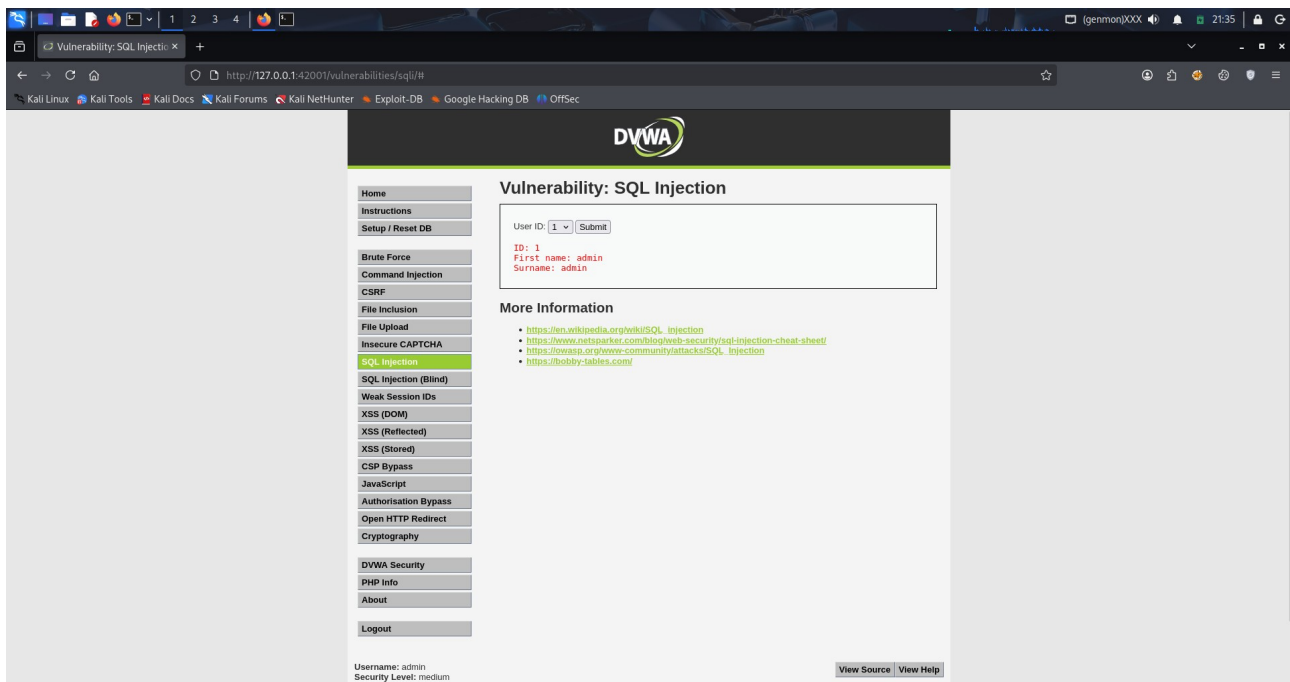 1 2 3 4
(genmon)XXX 21:35
Vulnerability: SQL Injectio
http://127.0.0.1:42001/vulnerabilities/sqli/#
Kali Linux Kali Tools Kali Docs Kali Forums Kali NetHunter Exploit-DB Google Hacking DB OffSec
DVWA
Home
Instructions
Setup / Reset DB
Brute Force
Command Injection
CSRF
File Inclusion
File Upload
Insecure CAPTCHA
SQL Injection
SQL Injection (Blind)
Weak Session IDs
XSS (DOM)
XSS (Reflected)
XSS (Stored)
CSP Bypass
JavaScript
Authorisation Bypass
Open HTTP Redirect
Cryptography
DVWA Security
PHP Info
About
Logout
Vulnerability: SQL Injection
User ID: 1 Submit
ID: 1
First name: admin
Surname: admin
More Information
https://en.wikipedia.org/wiki/SQL_injection
https://www.netsparker.com/blog/web-security/sql-injection-cheat-sheet/
https://owasp.org/www-community/attacks/SQL_Injection
https://bobby-tables.com/
Username: admin
Security Level: medium
View Source View Help